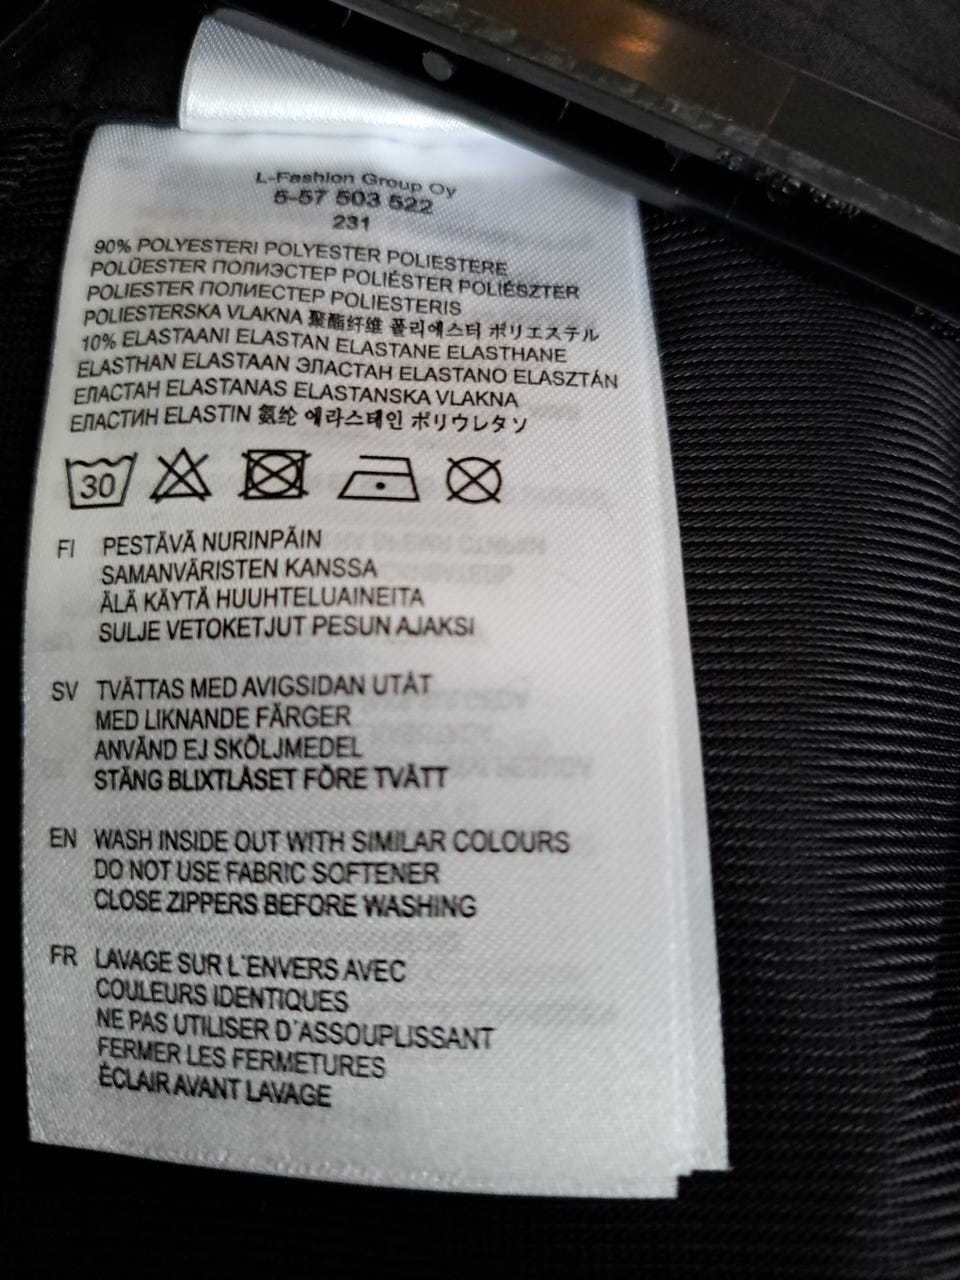 L-Fashion Group Oy
5-57 503 522
231
90% POLYESTERI POLYESTER POLIESTERE
POLÜESTER ПОЛИЭСТЕР POLIÉSTER POLIÉSZTER
POLIESTER ПОЛИЕСТЕР POLIESTERIS
POLIESTERSKA VLAKNA 聚酯纤维 폴리에스터 ポリエステル
10% ELASTAANI ELASTAN ELASTANE ELASTHANE
ELASTHAN ELASTAAN ЭЛАСТАН ELASTANO ELASZTÁN
ЕЛАСТАН ELASTANAS ELASTANSKA VLAKNA
ЕЛАСТИН ELASTIN 氨纶 에라스테인 ポリウレタソ
30
FI PESTÄVÄ NURINPÄIN
SAMANVÄRISTEN KANSSA
ÄLÄ KÄYTÄ HUUHTELUAINEITA
SULJE VETOKETJUT PESUN AJAKSI
SV TVÄTTAS MED AVIGSIDAN UTÅT
MED LIKNANDE FÄRGER
ANVÄND EJ SKÖLJMEDEL
STÄNG BLIXTLÅSET FÖRE TVÄTT
EN WASH INSIDE OUT WITH SIMILAR COLOURS
DO NOT USE FABRIC SOFTENER
CLOSE ZIPPERS BEFORE WASHING
FR LAVAGE SUR L'ENVERS AVEC
COULEURS IDENTIQUES
NE PAS UTILISER D'ASSOUPLISSANT
FERMER LES FERMETURES
ÉCLAIR AVANT LAVAGE